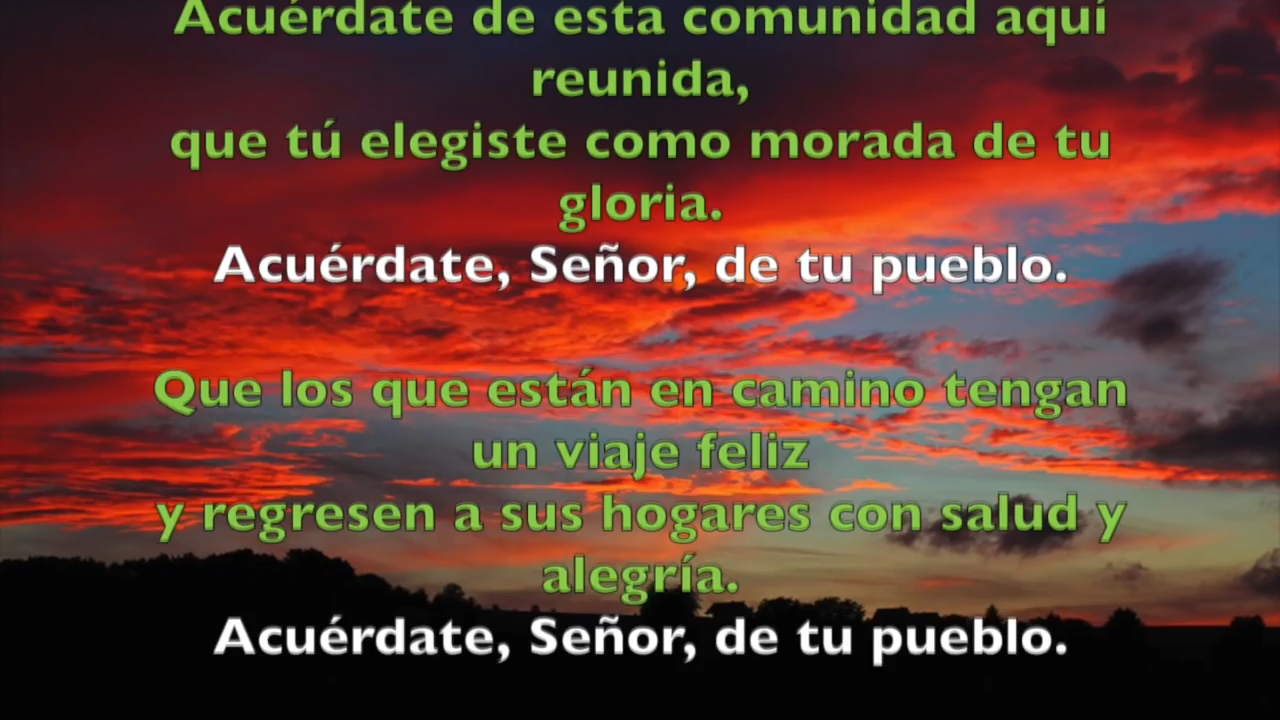 Acuérdate de esta comunidad aquí
reunida,
que tú elegiste como morada de tu
gloria.
Acuérdate, Señor, de tu pueblo.
Que los que están en camino tengan
un viaje feliz
y regresen a sus hogares con salud y
alegría.
Acuérdate, Señor, de tu pueblo.